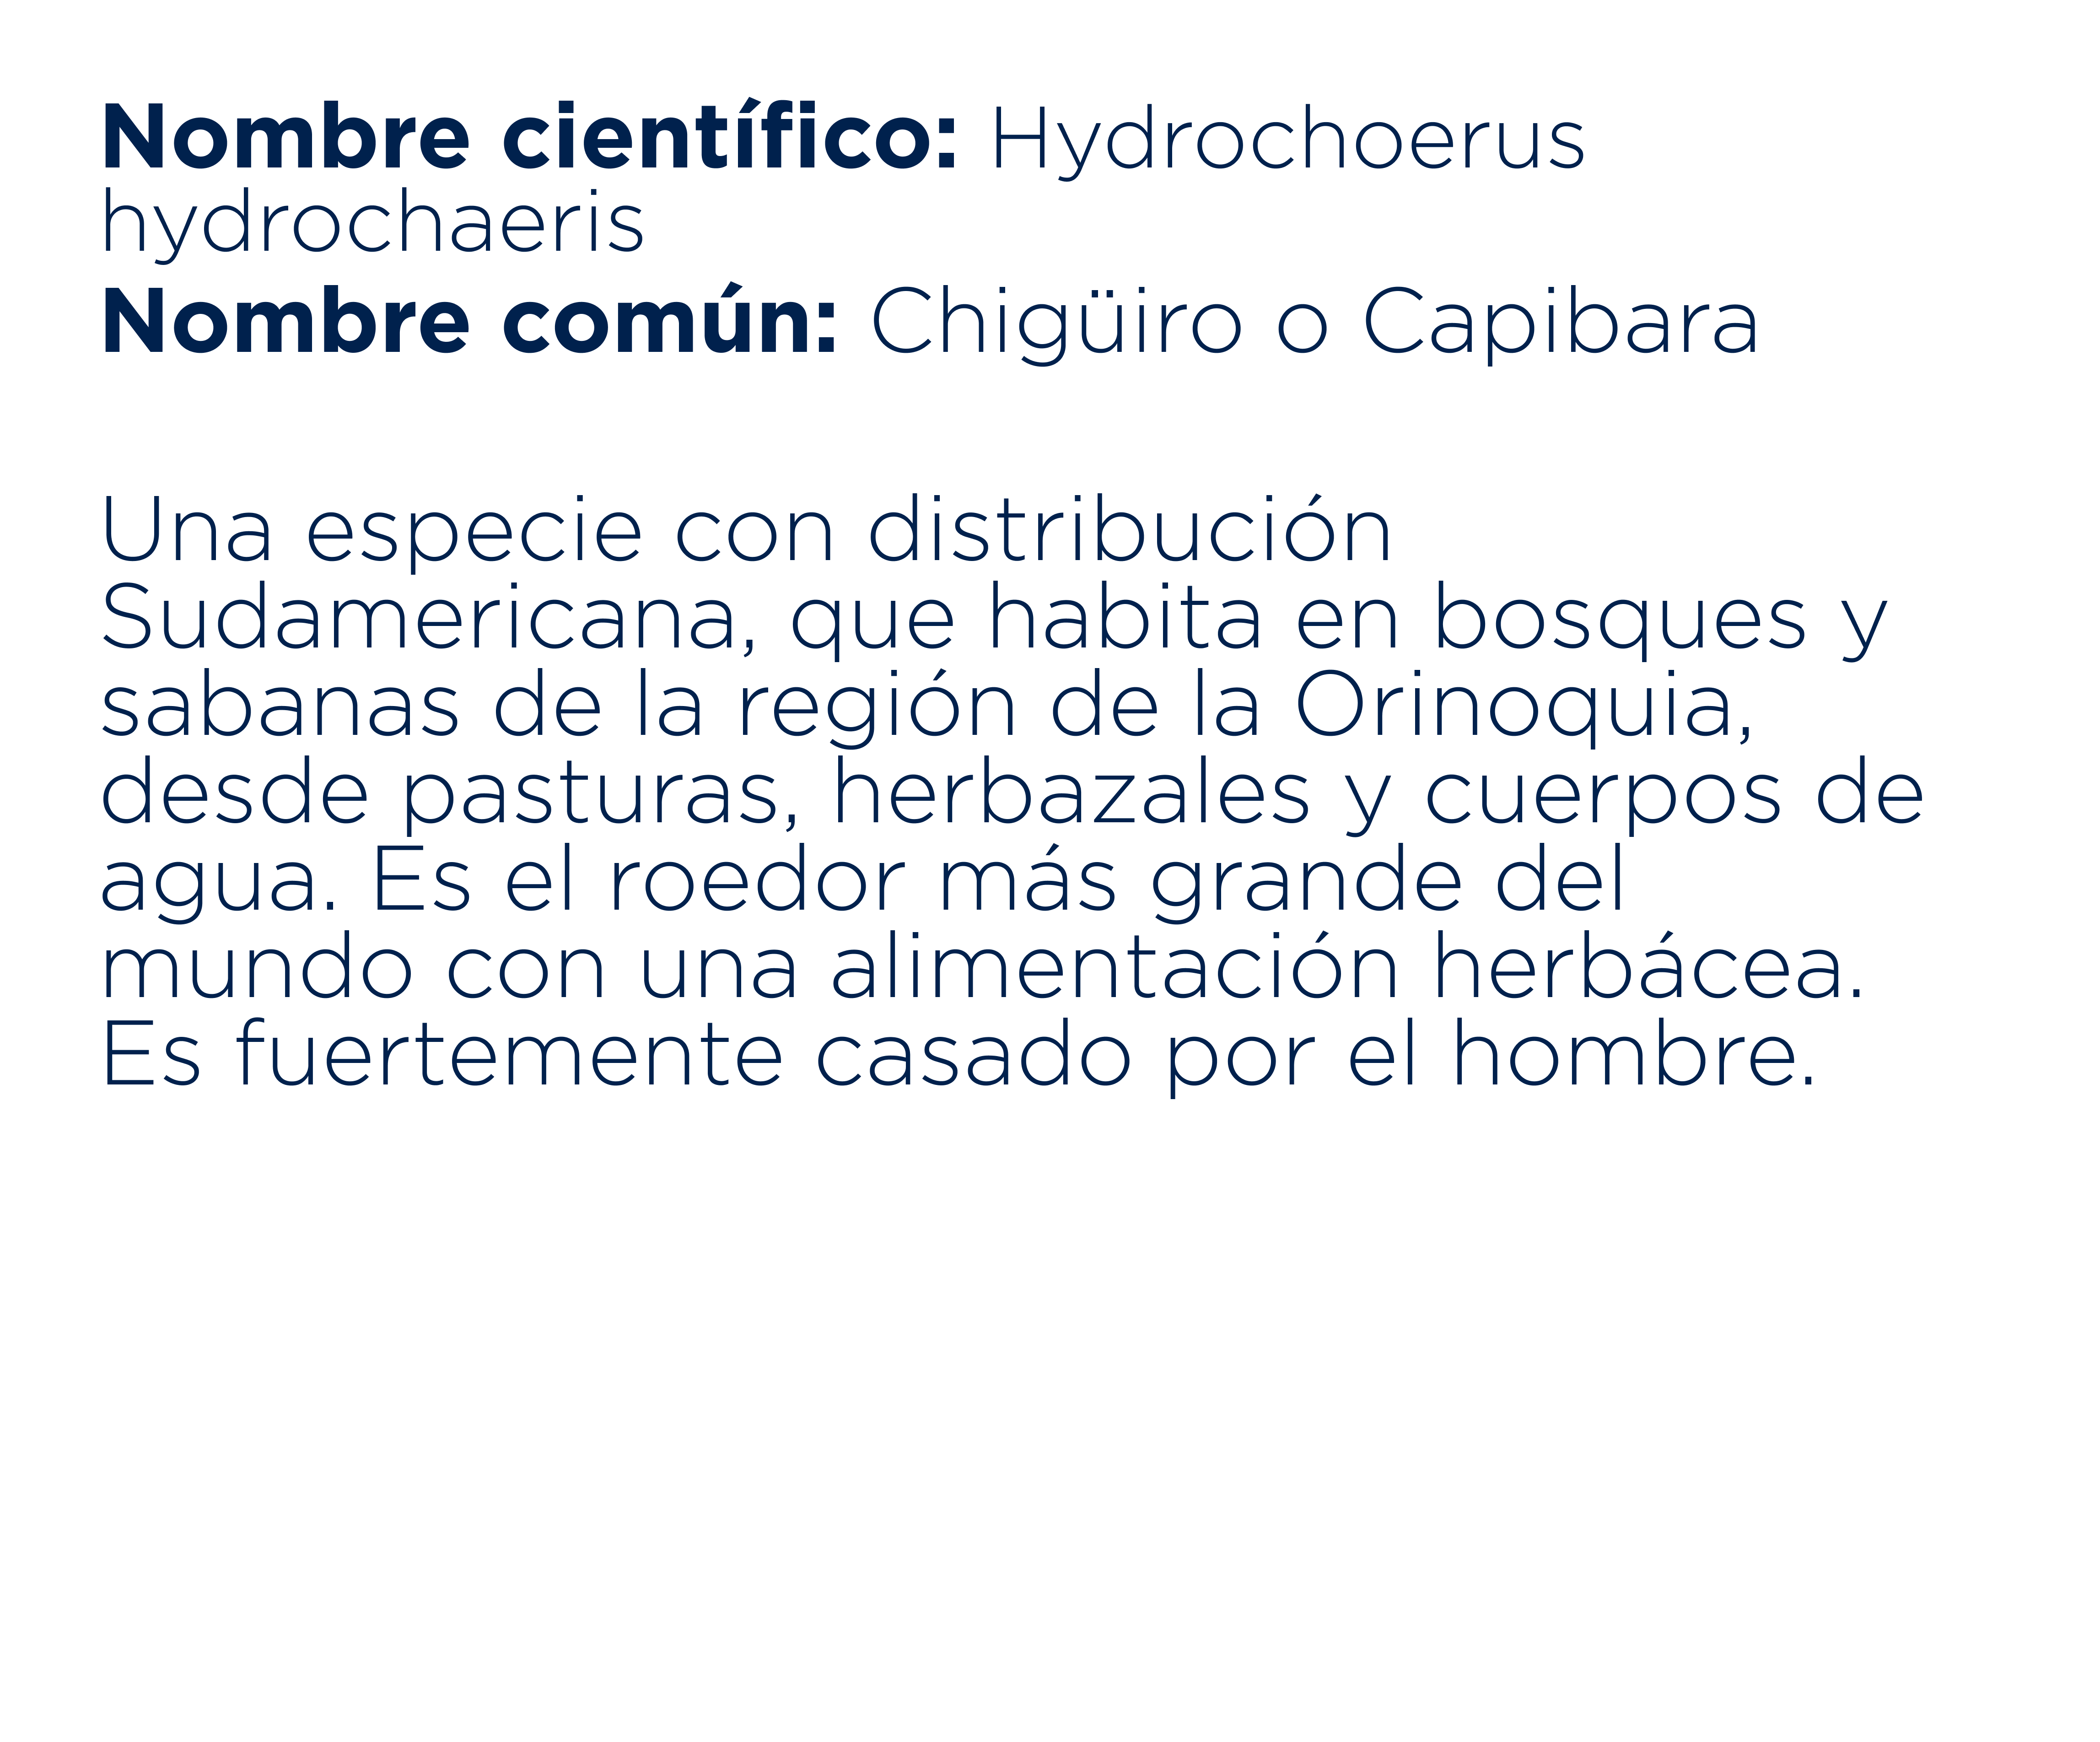 Nombre científico: Hydrochoerus
hydrochaeris
Nombre común: Chigüiro o Capibara
Una especie con distribución
Sudamericana, que habita en bosques y
sabanas de la región de la Orinoquia,
desde pasturas, herbazales y cuerpos de
agua. Es el roedor más grande del
mundo con una alimentación herbácea.
Es fuertemente casado por el hombre.